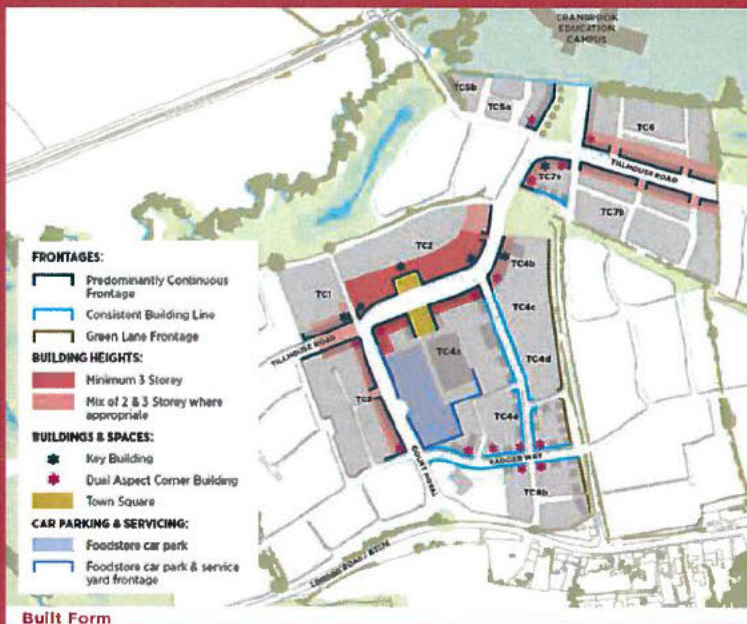 CRANBROOK
EDUCATION
CAMPUS
TC5b
TC5a
TC6
TILLHOUSE ROAD
TC7a
TC7b
TC2
TC4b
TC1
TC4c
TILLHOUSE ROAD
TC4a
TC4d
TC3
TC4e
BADGER WAY
COURT ROYAL
TC8b
LONDON ROAD / B3174
FRONTAGES:
Predominantly Continuous
Frontage
Consistent Building Line
Green Lane Frontage
BUILDING HEIGHTS:
Minimum 3 Storey
Mix of 2 & 3 Storey where
appropriate
BUILDINGS & SPACES:
Key Building
Dual Aspect Corner Building
Town Square
CAR PARKING & SERVICING:
Foodstore car park
Foodstore car park & service
yard frontage
Built Form